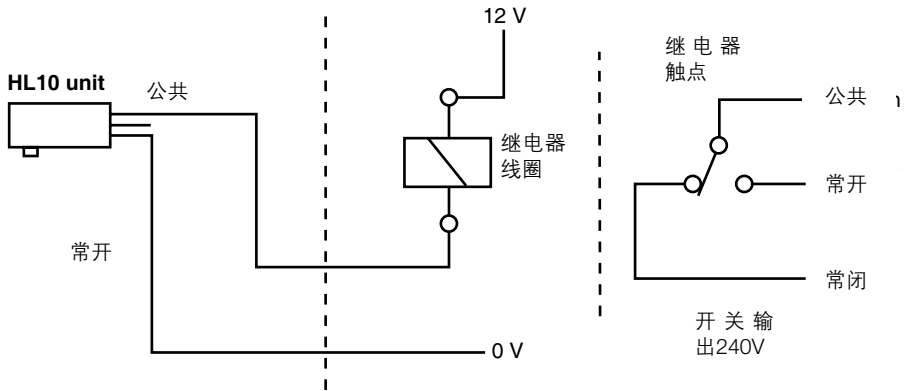 12 V
HL10 unit
公共
继电器
线圈
常开
0 V
继 电 器
触点
公共
常开
常闭
开 关 输
出240V